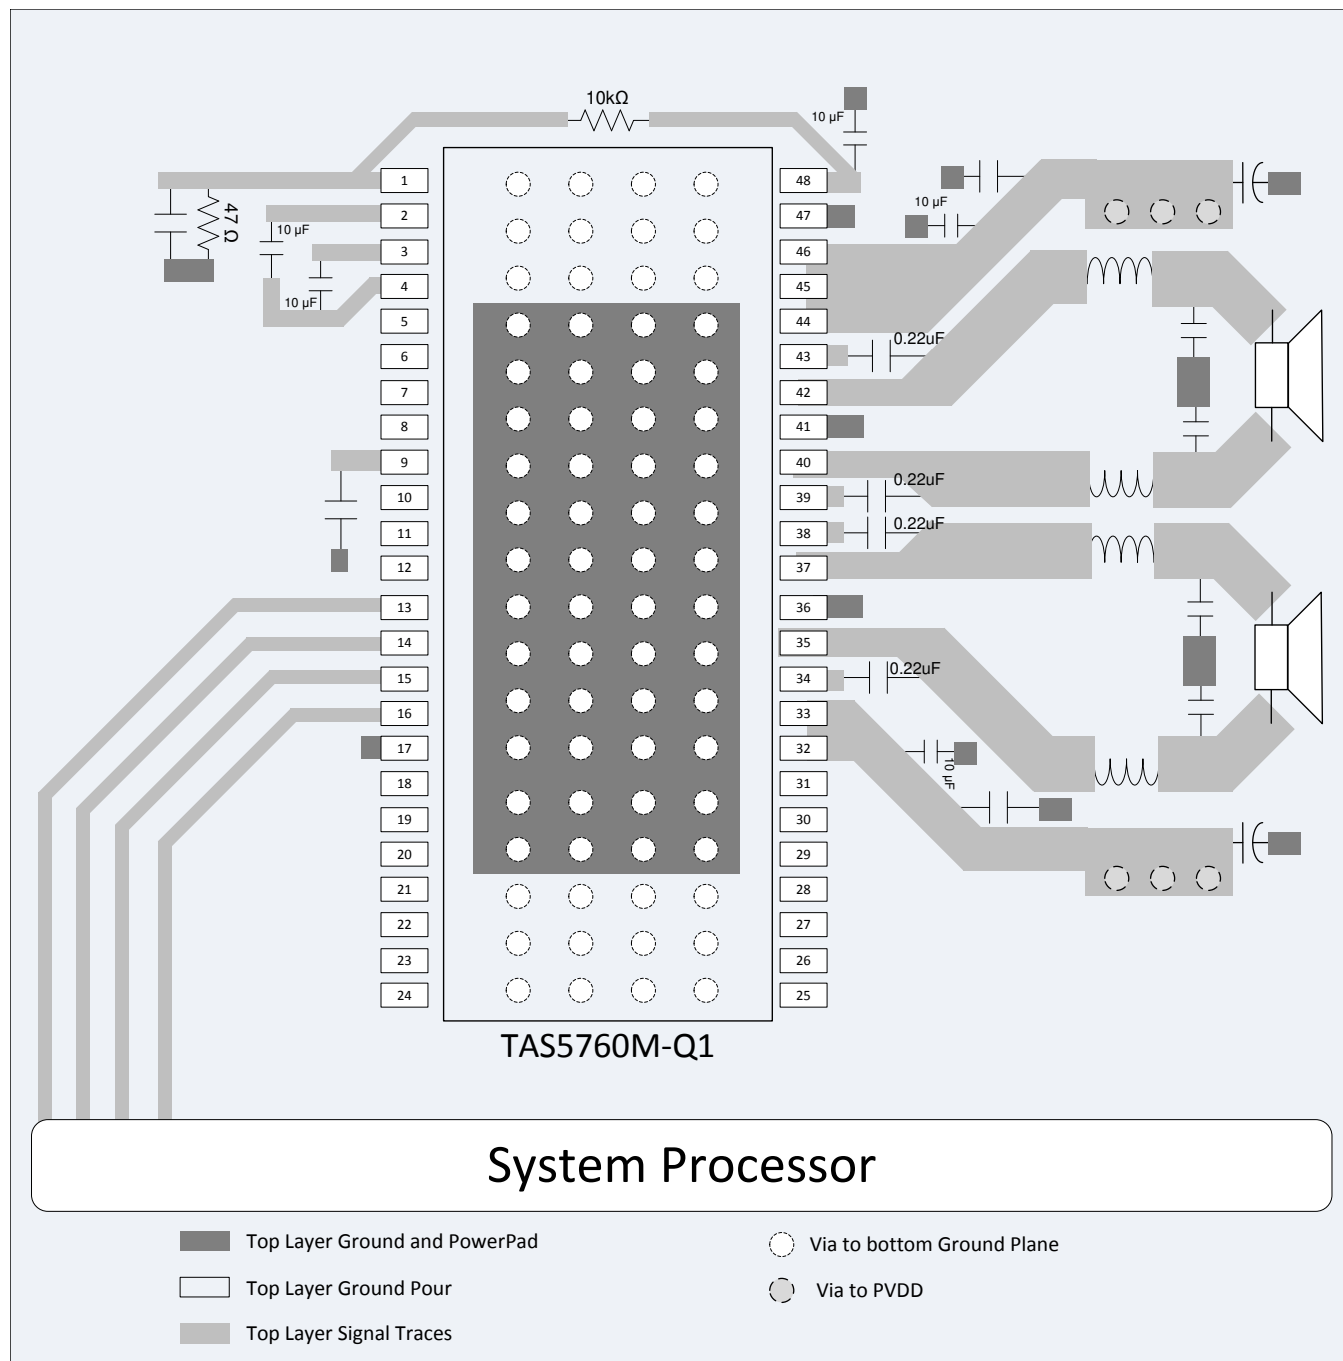 10kΩ
10 µF
1
48
10 µF
47 Ω
2
47
10 µF
3
46
10 µF
4
45
5
44
6
43
0.22uF
7
42
8
41
9
40
10
39
0.22uF
11
38
0.22uF
12
37
13
36
14
35
15
34
0.22uF
16
33
17
32
10 µF
18
31
19
30
20
29
21
28
22
27
23
26
24
25
TAS5760M-Q1
System Processor
Top Layer Ground and PowerPad
Via to bottom Ground Plane
Top Layer Ground Pour
Via to PVDD
Top Layer Signal Traces